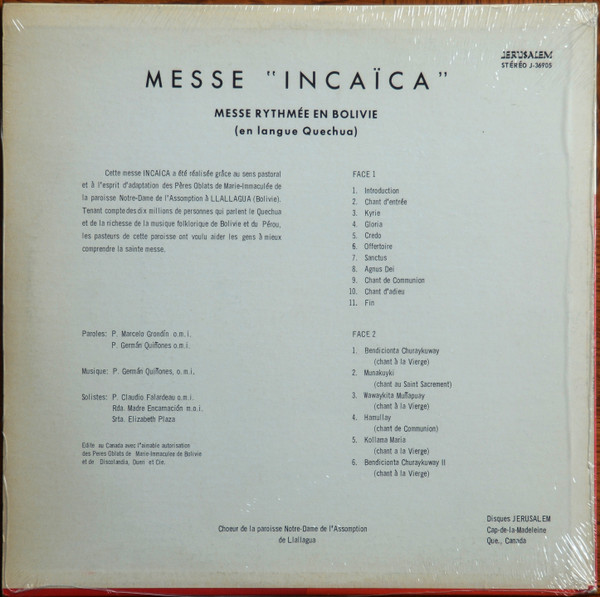 JERUSALEM
STÉRÉO J-36905
MESSE "INCAÏCA"
MESSE RYTHMÉE EN BOLIVIE
(en langue Quechua)
Cette messe INCAICA a été réalisée grâce au sens pastoral
et à l'esprit d'adaptation des Pères Oblats de Marie-Immaculée de
la paroisse Notre-Dame de l'Assomption à LLALLAGUA (Bolivie).
Tenant compte des dix millions de personnes qui parlent le Quechua
et de la richesse de la musique folklorique de Bolivie et du Pérou,
les pasteurs de cette paroisse ont voulu aider les gens à mieux
comprendre la sainte messe.
FACE 1
1. Introduction
2. Chant d'entrée
3. Kyrie
4. Gloria
5. Credo
6. Offertoire
7. Sanctus
8. Agnus Dei
9. Chant de Communion
10. Chant d'adieu
11. Fin
Paroles: P. Marcelo Grondin o.m.i.
P. Germán Quiñones o.m.i.
Musique: P. Germán Quiñones, o.m.i.
Solistes: P. Claudio Falardeau o.m.i.
Rda. Madre Encarnación m.o.i.
Srta. Elizabeth Plaza
Edité au Canada avec l'aimable autorisation
des Peres Oblats de Marie-Immaculee de Bolivie
et de Discolandia, Dueri et Cie.
FACE 2
1. Bendicionta Churaykuway
(chant à la Vierge)
2. Munakuyki
(chant au Saint Sacrement)
3. Wawaykita Muñapuay
(chant à la Vierge)
4. Hamullay
(chant de Communion)
5. Kollana Maria
(chant a la Vierge)
6. Bendicionta Churaykuway II
(chant à la Vierge)
Choeur de la paroisse Notre-Dame de l'Assomption
de Llallagua
Disques JERUSALEM
Cap-de-la-Madeleine
Que., Canada